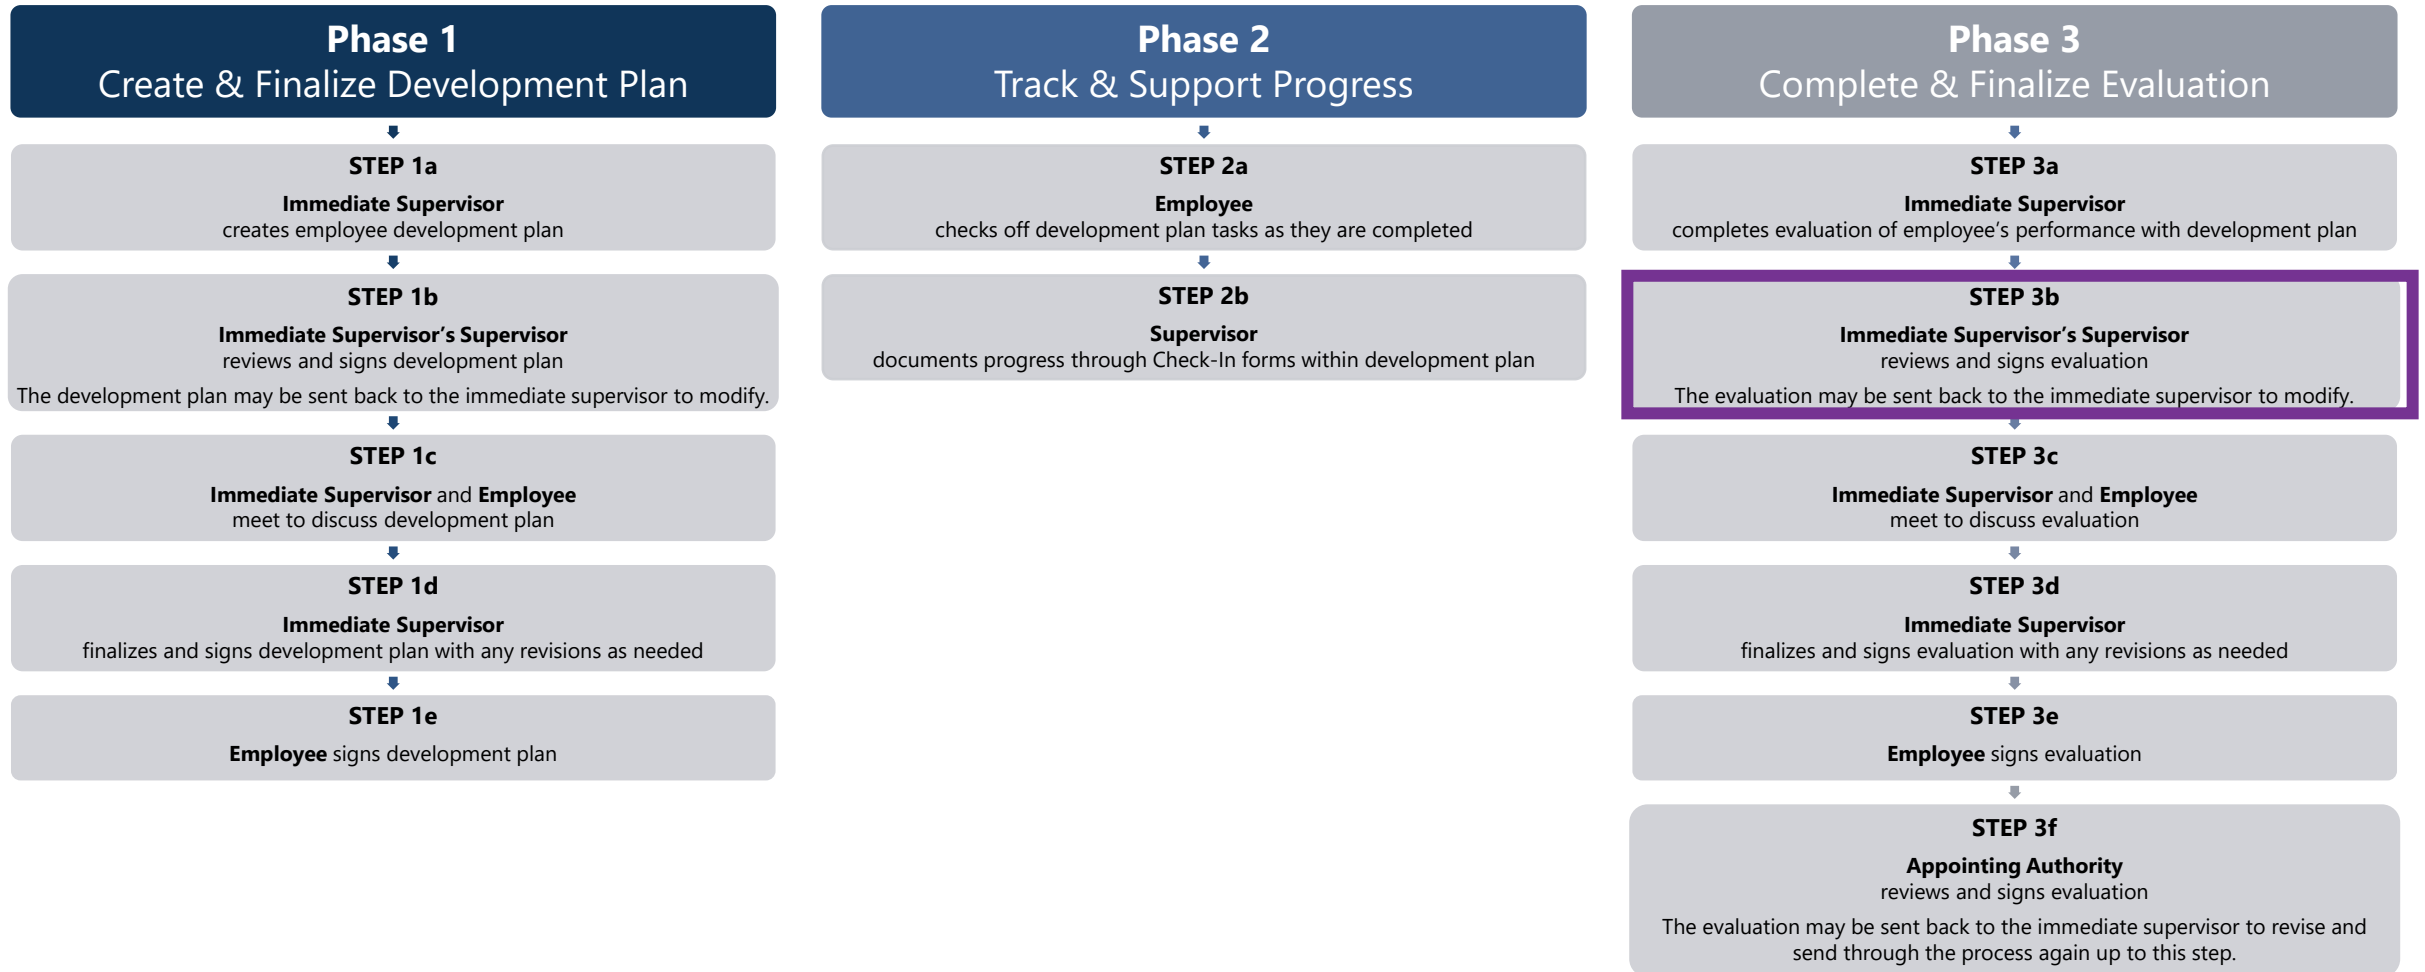 Phase 1
Create & Finalize Development Plan
STEP 1a
Immediate Supervisor
creates employee development plan
STEP 1b
Immediate Supervisor’s Supervisor
reviews and signs development plan
The development plan may be sent back to the immediate supervisor to modify.
STEP 1c
Immediate Supervisor and Employee
meet to discuss development plan
STEP 1d
Immediate Supervisor
finalizes and signs development plan with any revisions as needed
STEP 1e
Employee signs development plan
Phase 2
Track & Support Progress
STEP 2a
Employee
checks off development plan tasks as they are completed
STEP 2b
Supervisor
documents progress through Check-In forms within development plan
Phase 3
Complete & Finalize Evaluation
STEP 3a
Immediate Supervisor
completes evaluation of employee’s performance with development plan
STEP 3b
Immediate Supervisor’s Supervisor
reviews and signs evaluation
The evaluation may be sent back to the immediate supervisor to modify.
STEP 3c
Immediate Supervisor and Employee
meet to discuss evaluation
STEP 3d
Immediate Supervisor
finalizes and signs evaluation with any revisions as needed
STEP 3e
Employee signs evaluation
STEP 3f
Appointing Authority
reviews and signs evaluation
The evaluation may be sent back to the immediate supervisor to revise and
send through the process again up to this step.